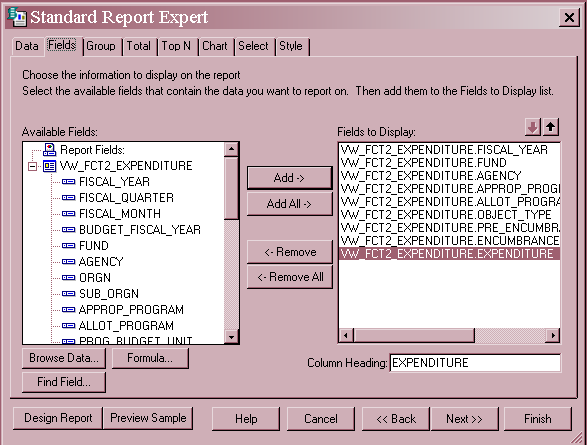 Standard Report Expert
Data Fields Group Total Top N Chart Select Style
Choose the information to display on the report
Select the available fields that contain the data you want to report on. Then add them to the Fields to Display list.
Available Fields:
Report Fields:
VW_FCT2_EXPENDITURE
FISCAL_YEAR
FISCAL_QUARTER
FISCAL_MONTH
BUDGET_FISCAL_YEAR
FUND
AGENCY
ORGN
SUB_ORGN
APPROP_PROGRAM
ALLOT_PROGRAM
PROG_BUDGET_UNIT
Add ->
Add All ->
<- Remove
<- Remove All
Fields to Display:
VW_FCT2_EXPENDITURE.FISCAL_YEAR
VW_FCT2_EXPENDITURE.FUND
VW_FCT2_EXPENDITURE.AGENCY
VW_FCT2_EXPENDITURE.APPROP_PROGI
VW_FCT2_EXPENDITURE.ALLOT_PROGRA
VW_FCT2_EXPENDITURE.OBJECT_TYPE
VW_FCT2_EXPENDITURE.PRE_ENCUMBR
VW_FCT2_EXPENDITURE.ENCUMBRANCE
VW_FCT2_EXPENDITURE.EXPENDITURE
Browse Data... Formula...
Find Field...
Column Heading: EXPENDITURE
Design Report Preview Sample Help Cancel << Back Next >> Finish